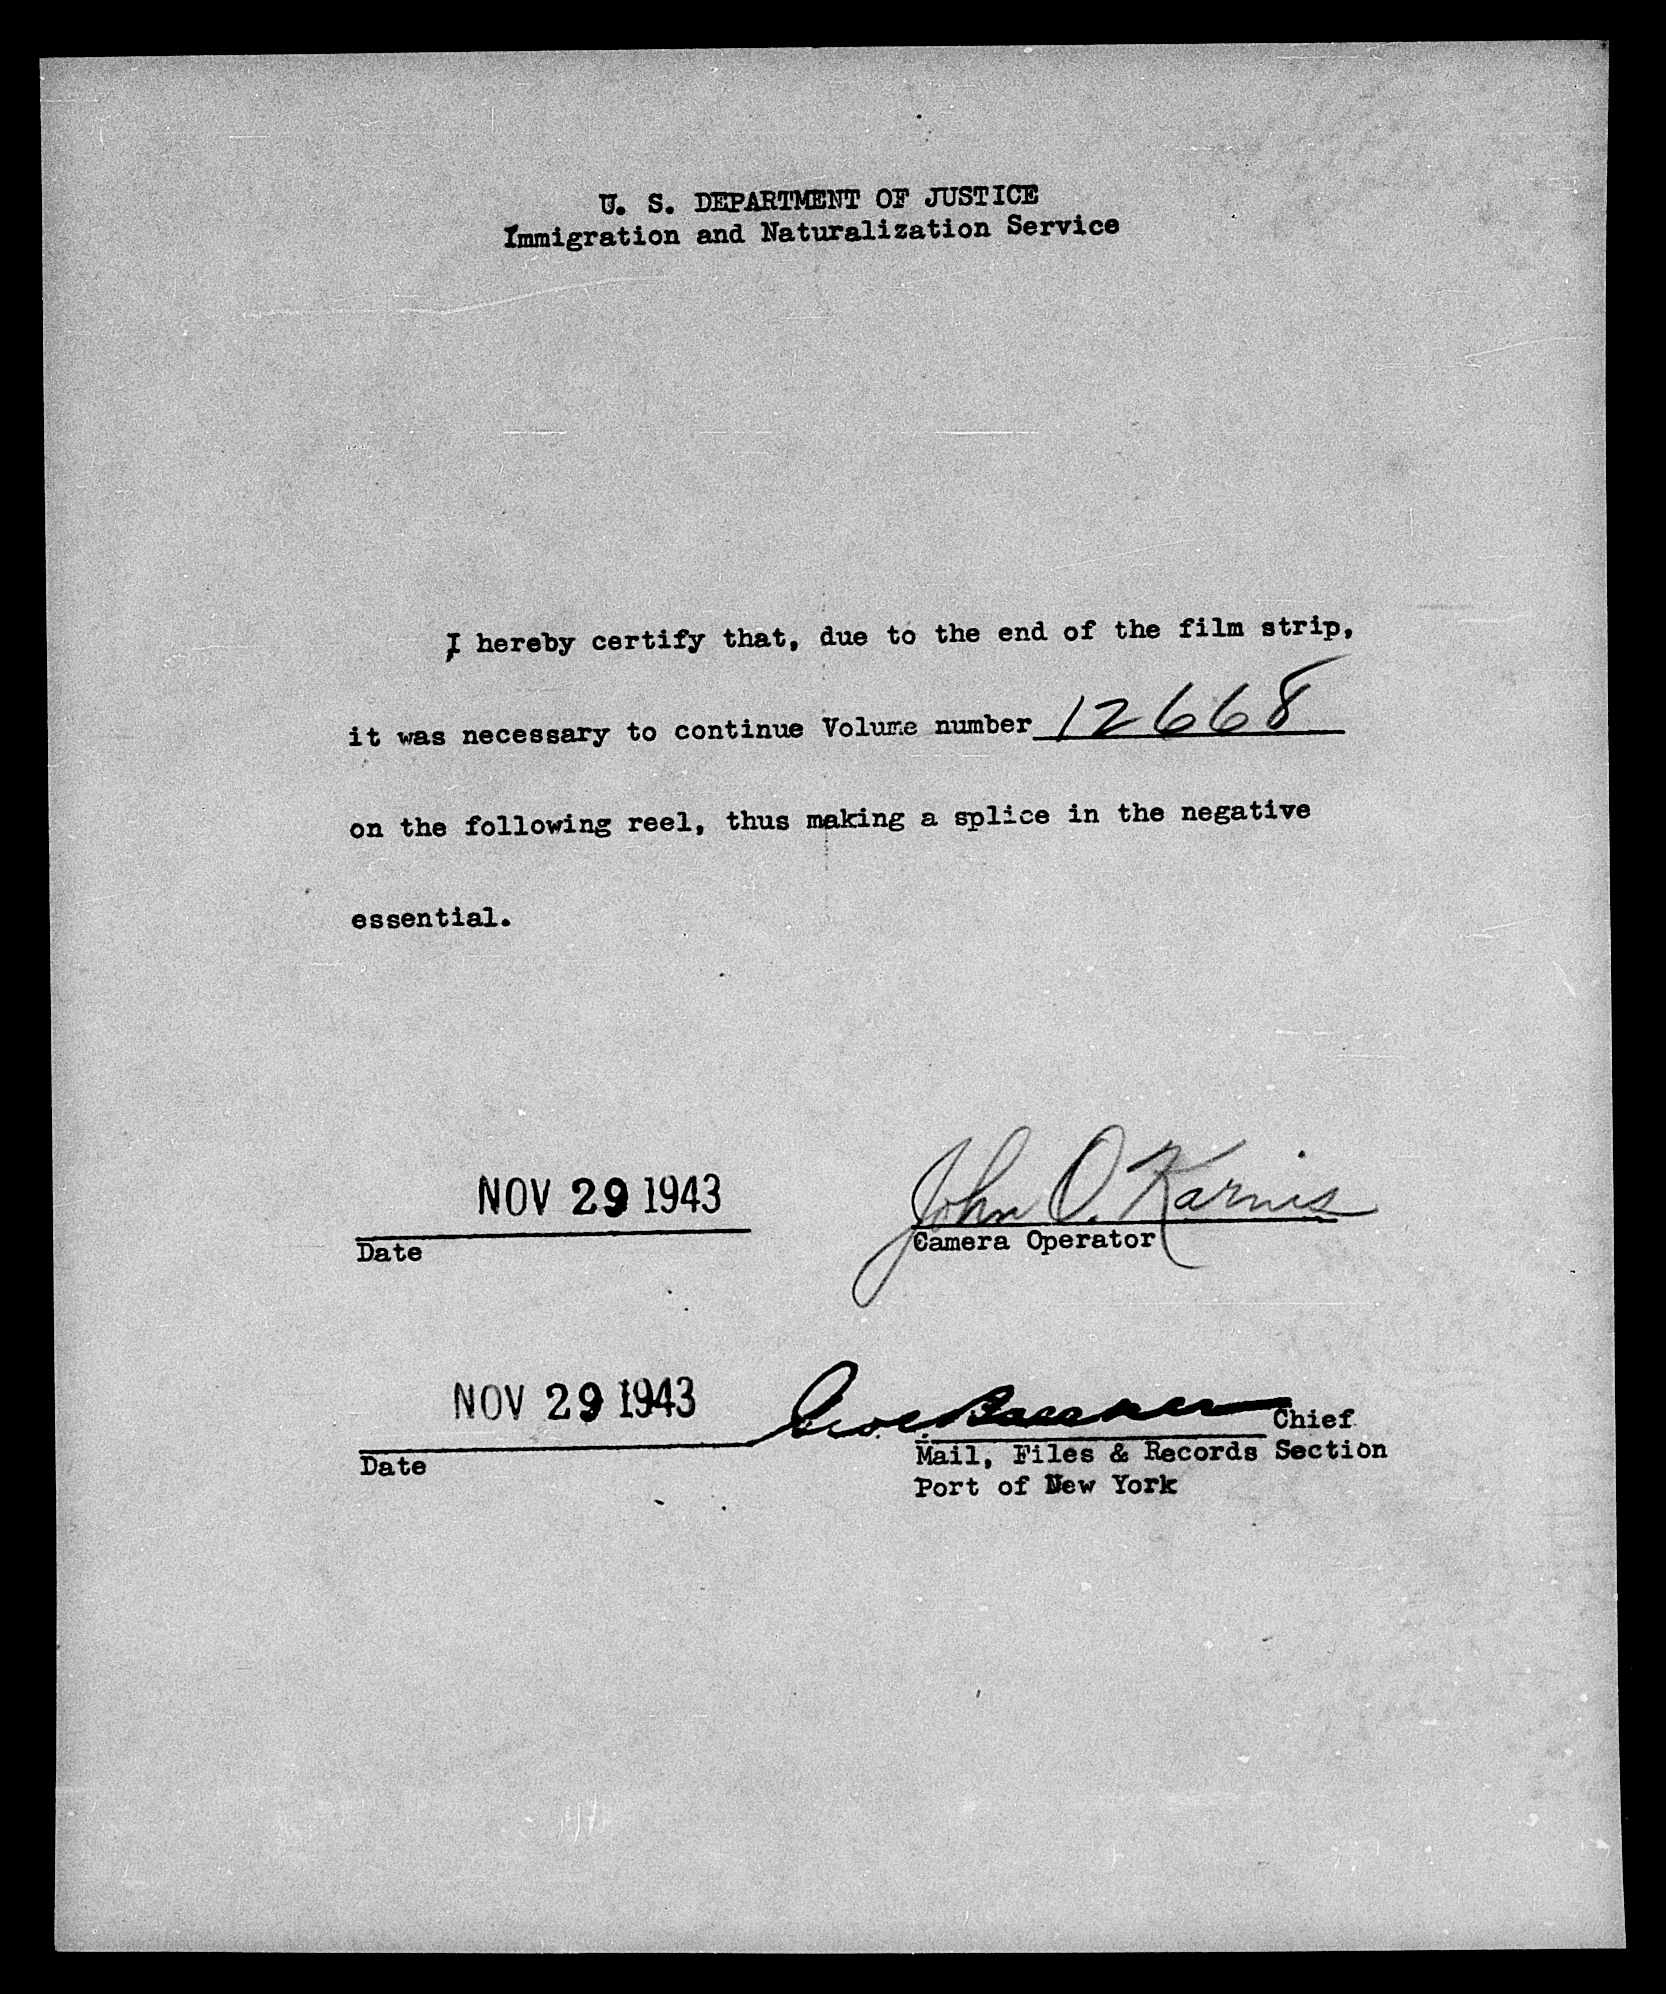 U. S. DEPARTMENT OF JUSTICE
Immigration and Naturalization Service
I hereby certify that, due to the end of the film strip,
it was necessary to continue Volume number 12668
on the following reel, thus making a splice in the negative
essential.
NOV 29 1943
John O. Karnis
Date
Camera Operator
NOV 29 1943
Chief
Date
Mail, Files & Records Section
Port of New York